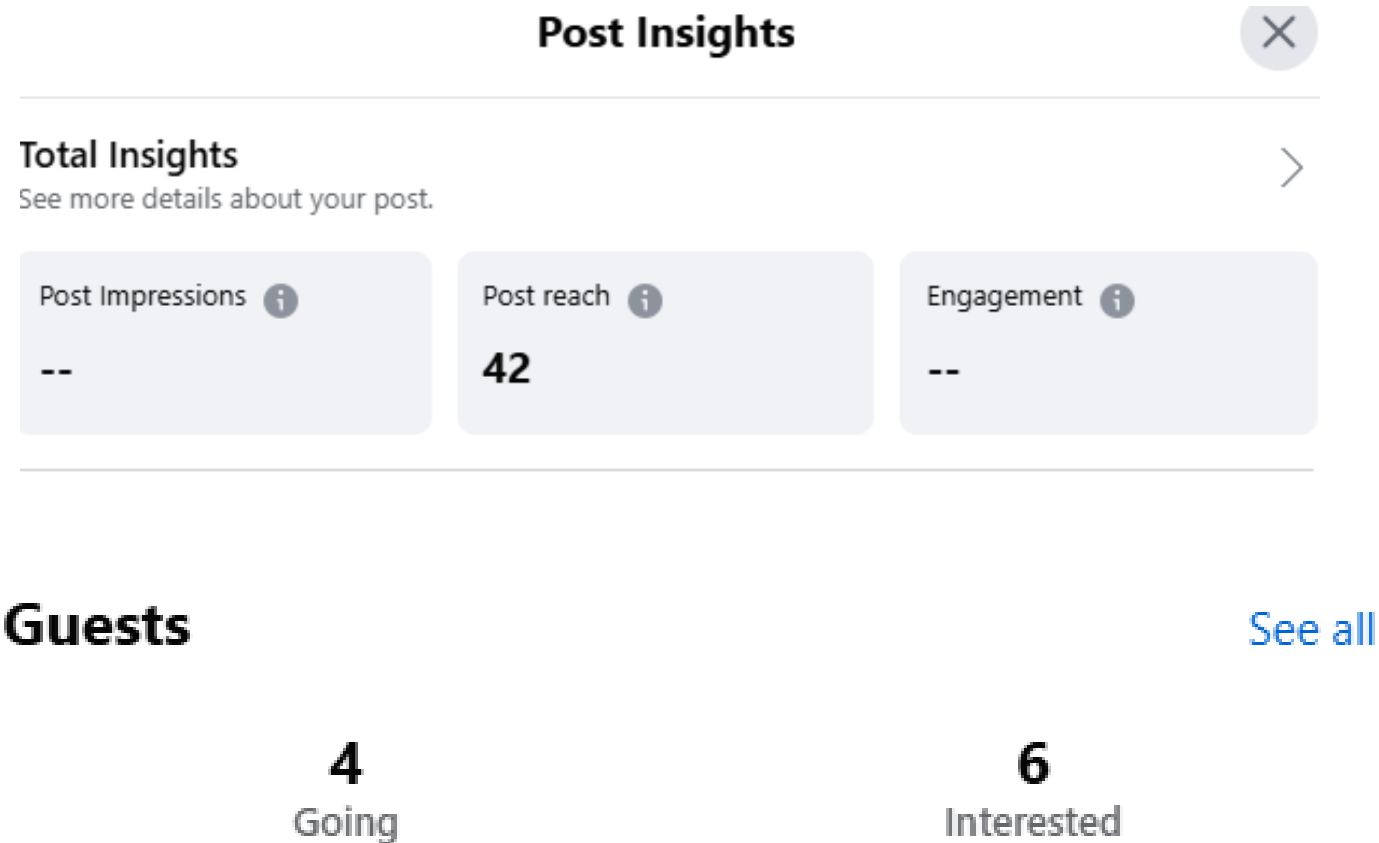 Post Insights
Total Insights
See more details about your post.
Post Impressions Post reach Engagement
-- 42 --
Guests See all
4 6
Going Interested